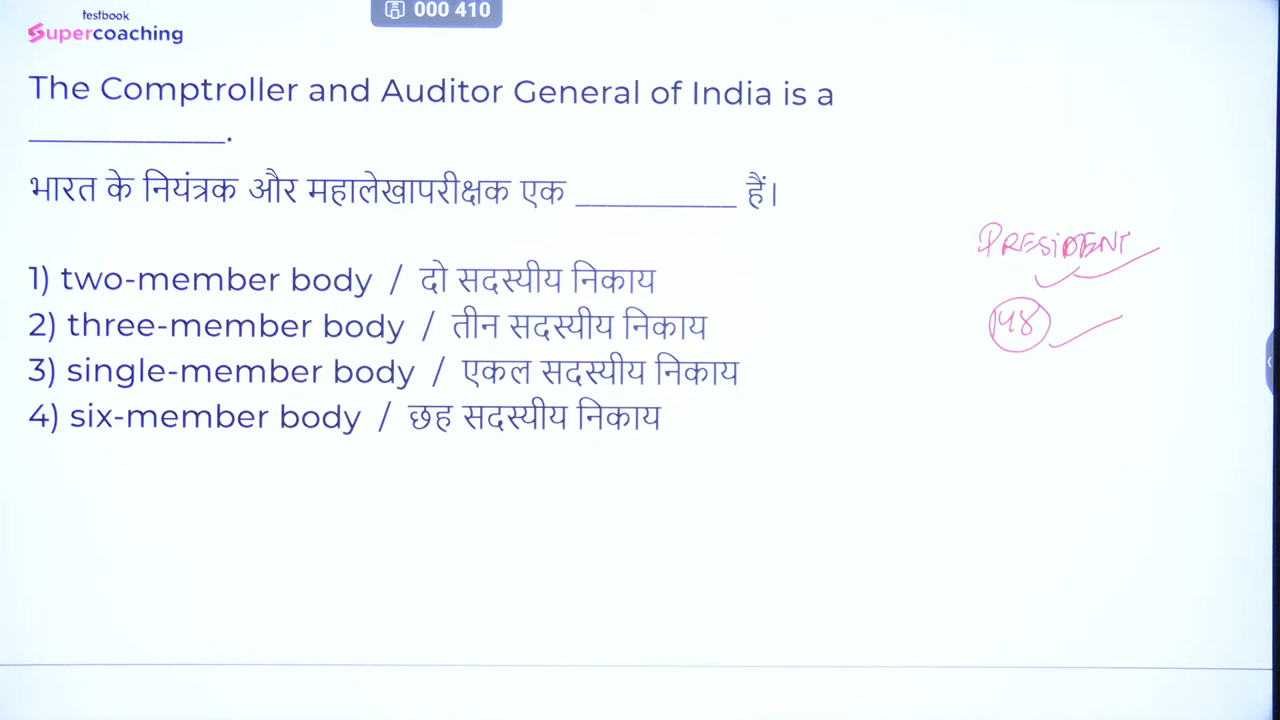 testbook
Supercoaching
000 410
The Comptroller and Auditor General of India is a
____________.
भारत के नियंत्रक और महालेखापरीक्षक एक __________ हैं।
PRESIDENT
148
1) two-member body / दो सदस्यीय निकाय
2) three-member body / तीन सदस्यीय निकाय
3) single-member body / एकल सदस्यीय निकाय
4) six-member body / छह सदस्यीय निकाय